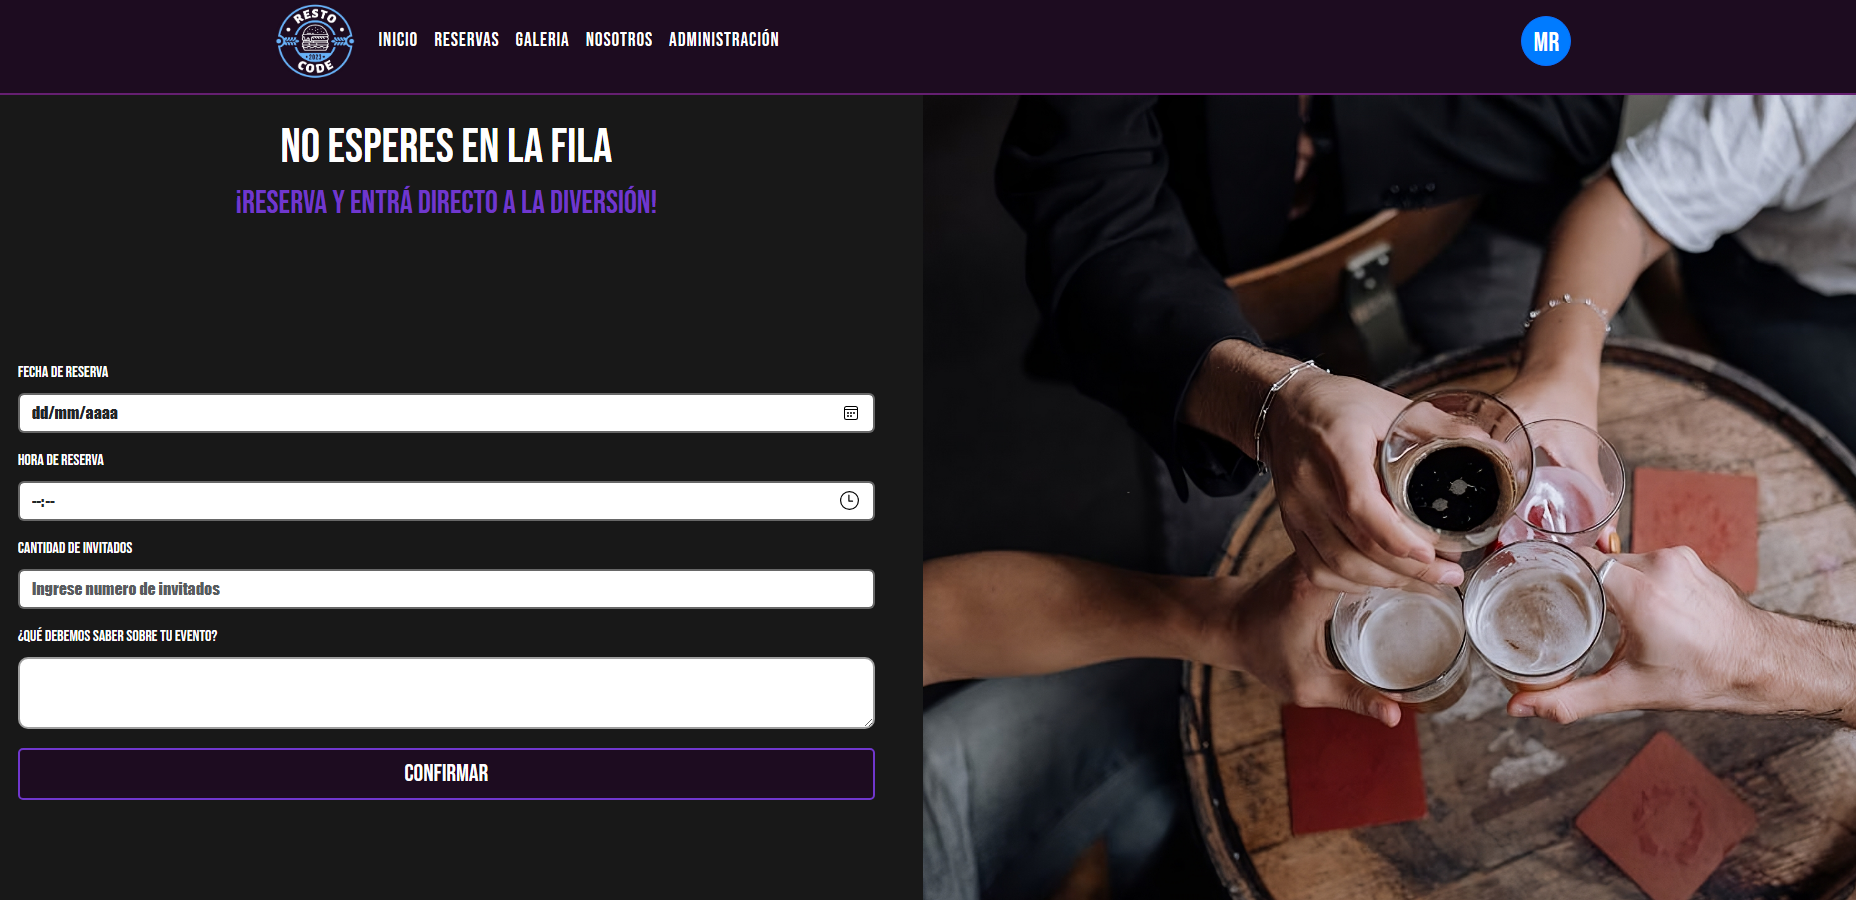 RESTO
2023
CODE
INICIO RESERVAS GALERIA NOSOTROS ADMINISTRACIÓN
MR
NO ESPERES EN LA FILA
¡RESERVA Y ENTRÁ DIRECTO A LA DIVERSIÓN!
FECHA DE RESERVA
dd/mm/aaaa
HORA DE RESERVA
--:--
CANTIDAD DE INVITADOS
Ingrese numero de invitados
¿QUÉ DEBEMOS SABER SOBRE TU EVENTO?
CONFIRMAR